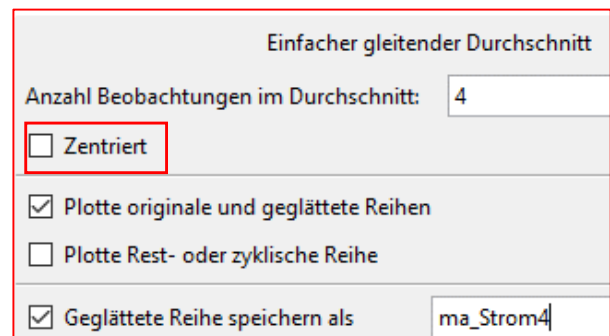 Einfacher gleitender Durchschnitt
Anzahl Beobachtungen im Durchschnitt: 4
Zentriert
Plotte originale und geglättete Reihen
Plotte Rest- oder zyklische Reihe
Geglättete Reihe speichern als ma_Strom4